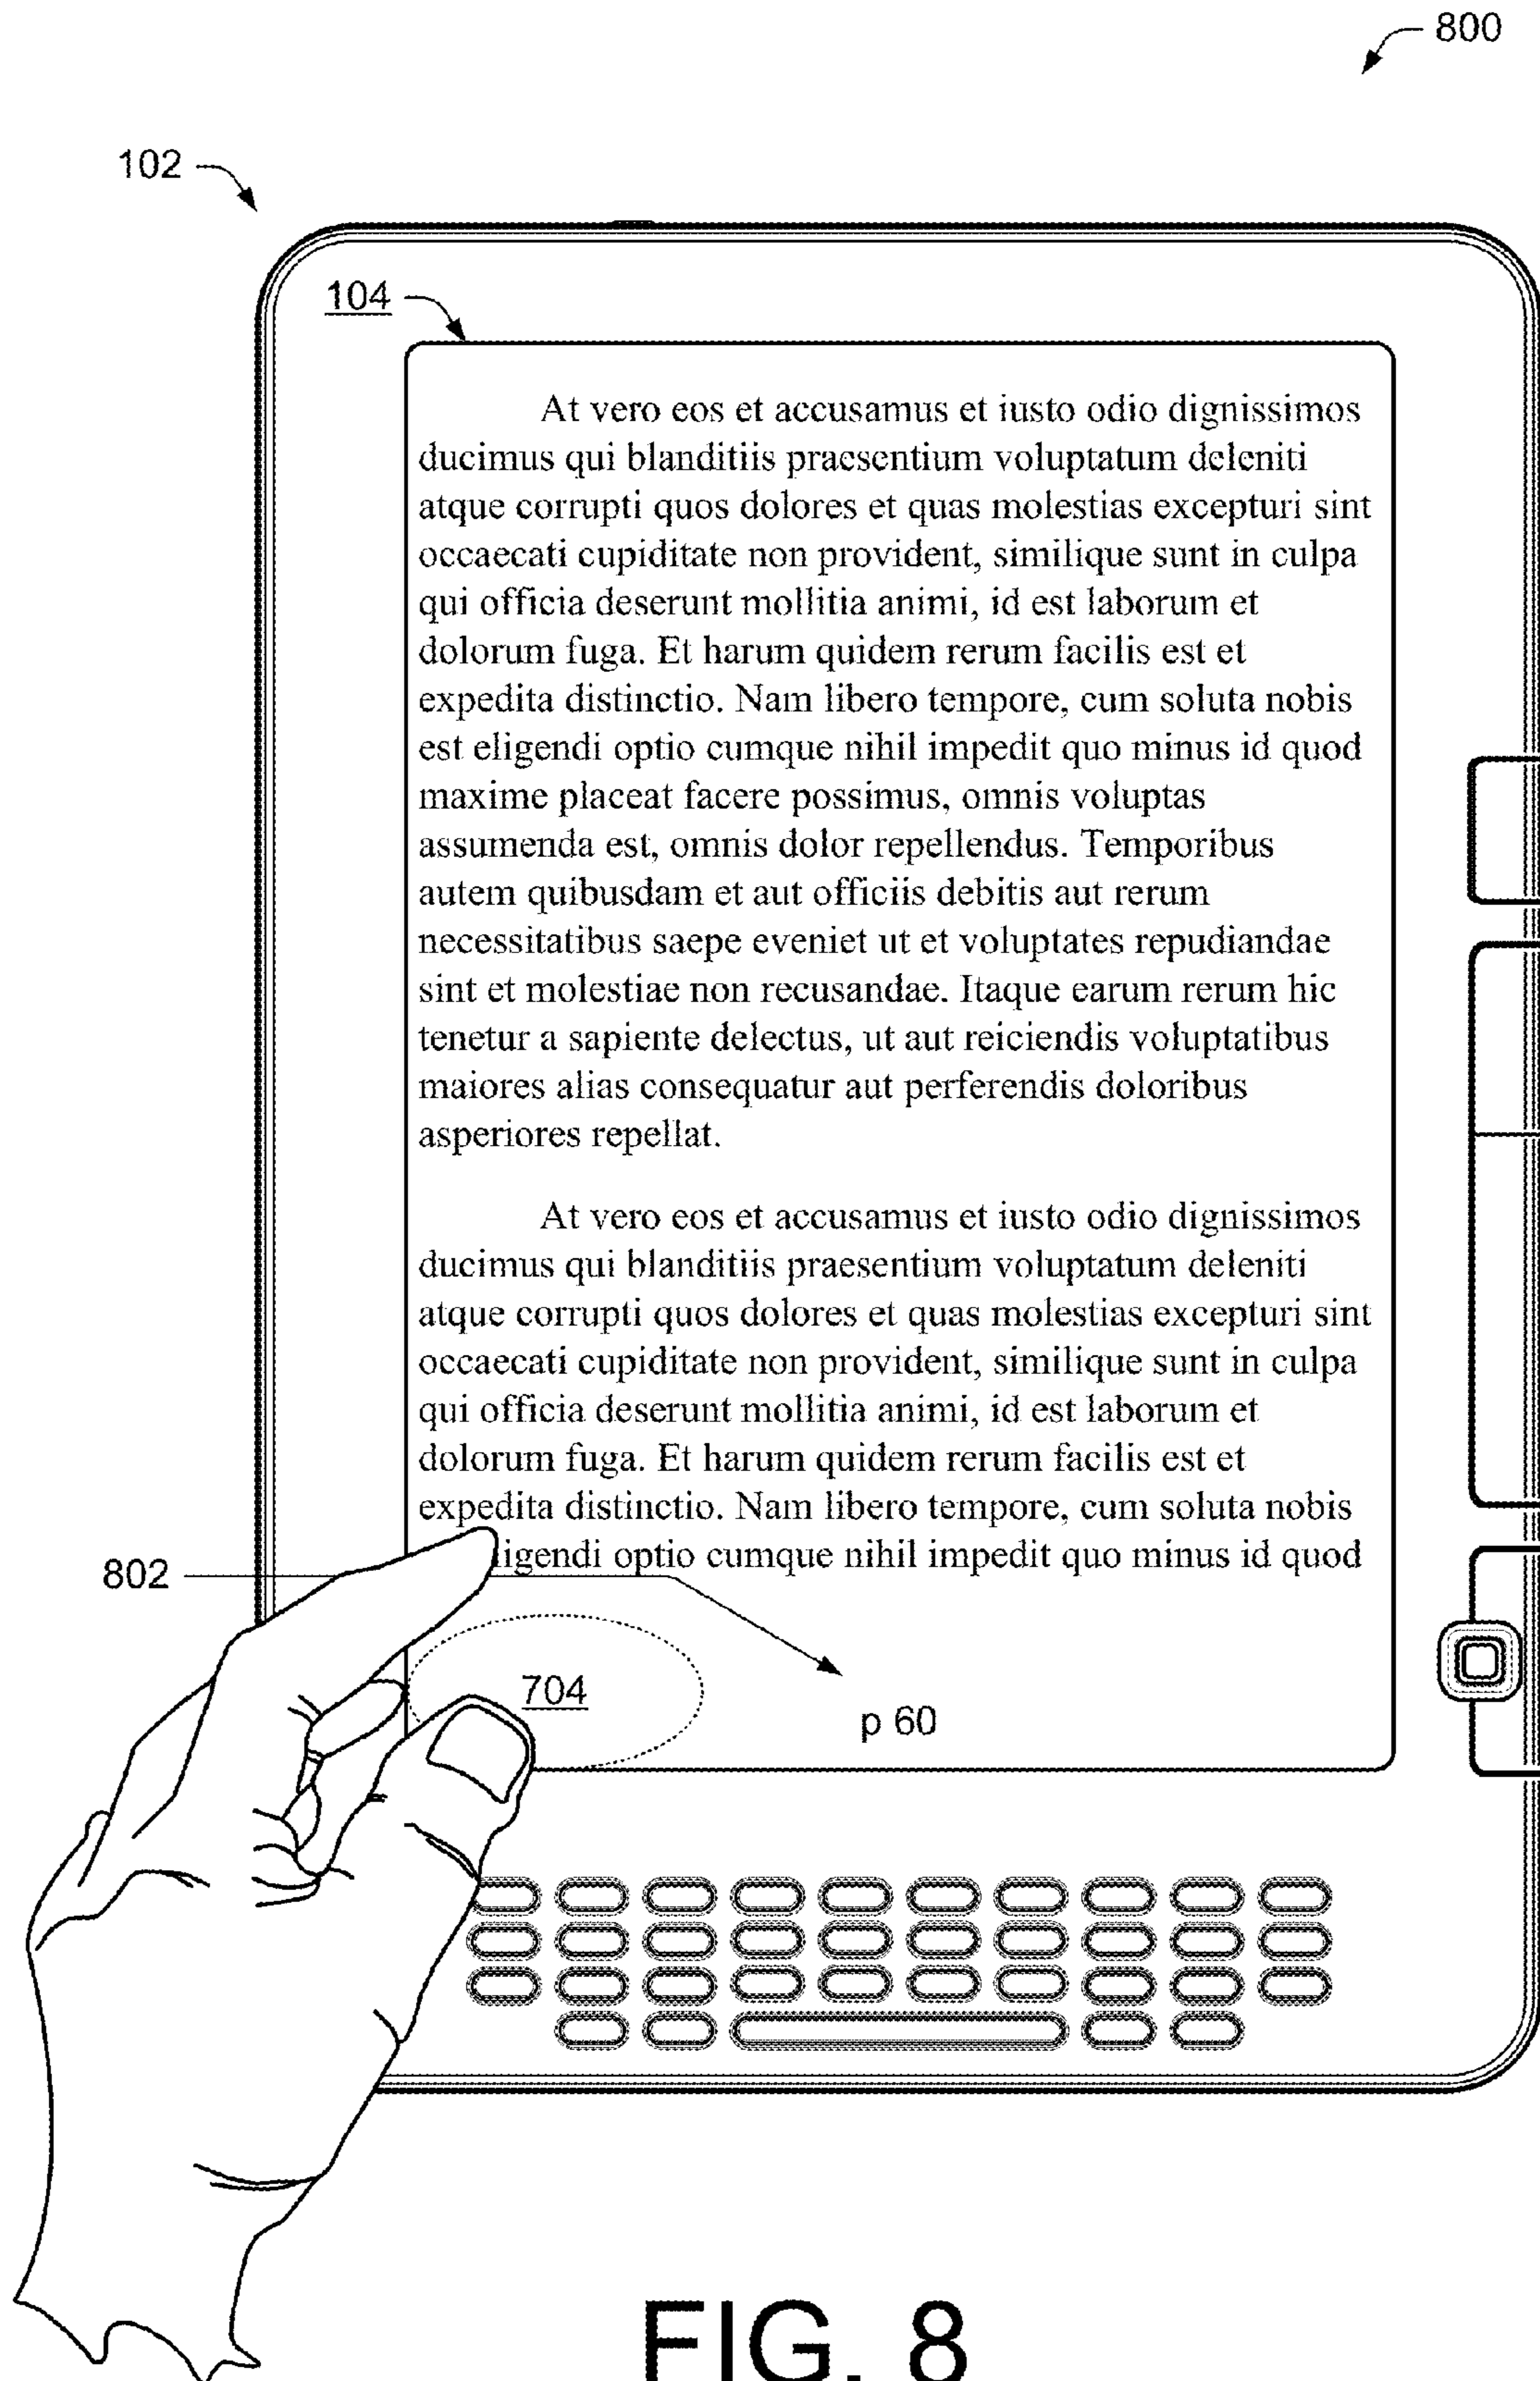 800
102
104
At vero eos et accusamus et iusto odio dignissimos
ducimus qui blanditiis praesentium voluptatum deleniti
atque corrupti quos dolores et quas molestias excepturi sint
occaecati cupiditate non provident, similique sunt in culpa
qui officia deserunt mollitia animi, id est laborum et
dolorum fuga. Et harum quidem rerum facilis est et
expedita distinctio. Nam libero tempore, cum soluta nobis
est eligendi optio cumque nihil impedit quo minus id quod
maxime placeat facere possimus, omnis voluptas
assumenda est, omnis dolor repellendus. Temporibus
autem quibusdam et aut officiis debitis aut rerum
necessitatibus saepe eveniet ut et voluptates repudiandae
sint et molestiae non recusandae. Itaque earum rerum hic
tenetur a sapiente delectus, ut aut reiciendis voluptatibus
maiores alias consequatur aut perferendis doloribus
asperiores repellat.
At vero eos et accusamus et iusto odio dignissimos
ducimus qui blanditiis praesentium voluptatum deleniti
atque corrupti quos dolores et quas molestias excepturi sint
occaecati cupiditate non provident, similique sunt in culpa
qui officia deserunt mollitia animi, id est laborum et
dolorum fuga. Et harum quidem rerum facilis est et
expedita distinctio. Nam libero tempore, cum soluta nobis
ligendi optio cumque nihil impedit quo minus id quod
802
704
p 60
FIG. 8